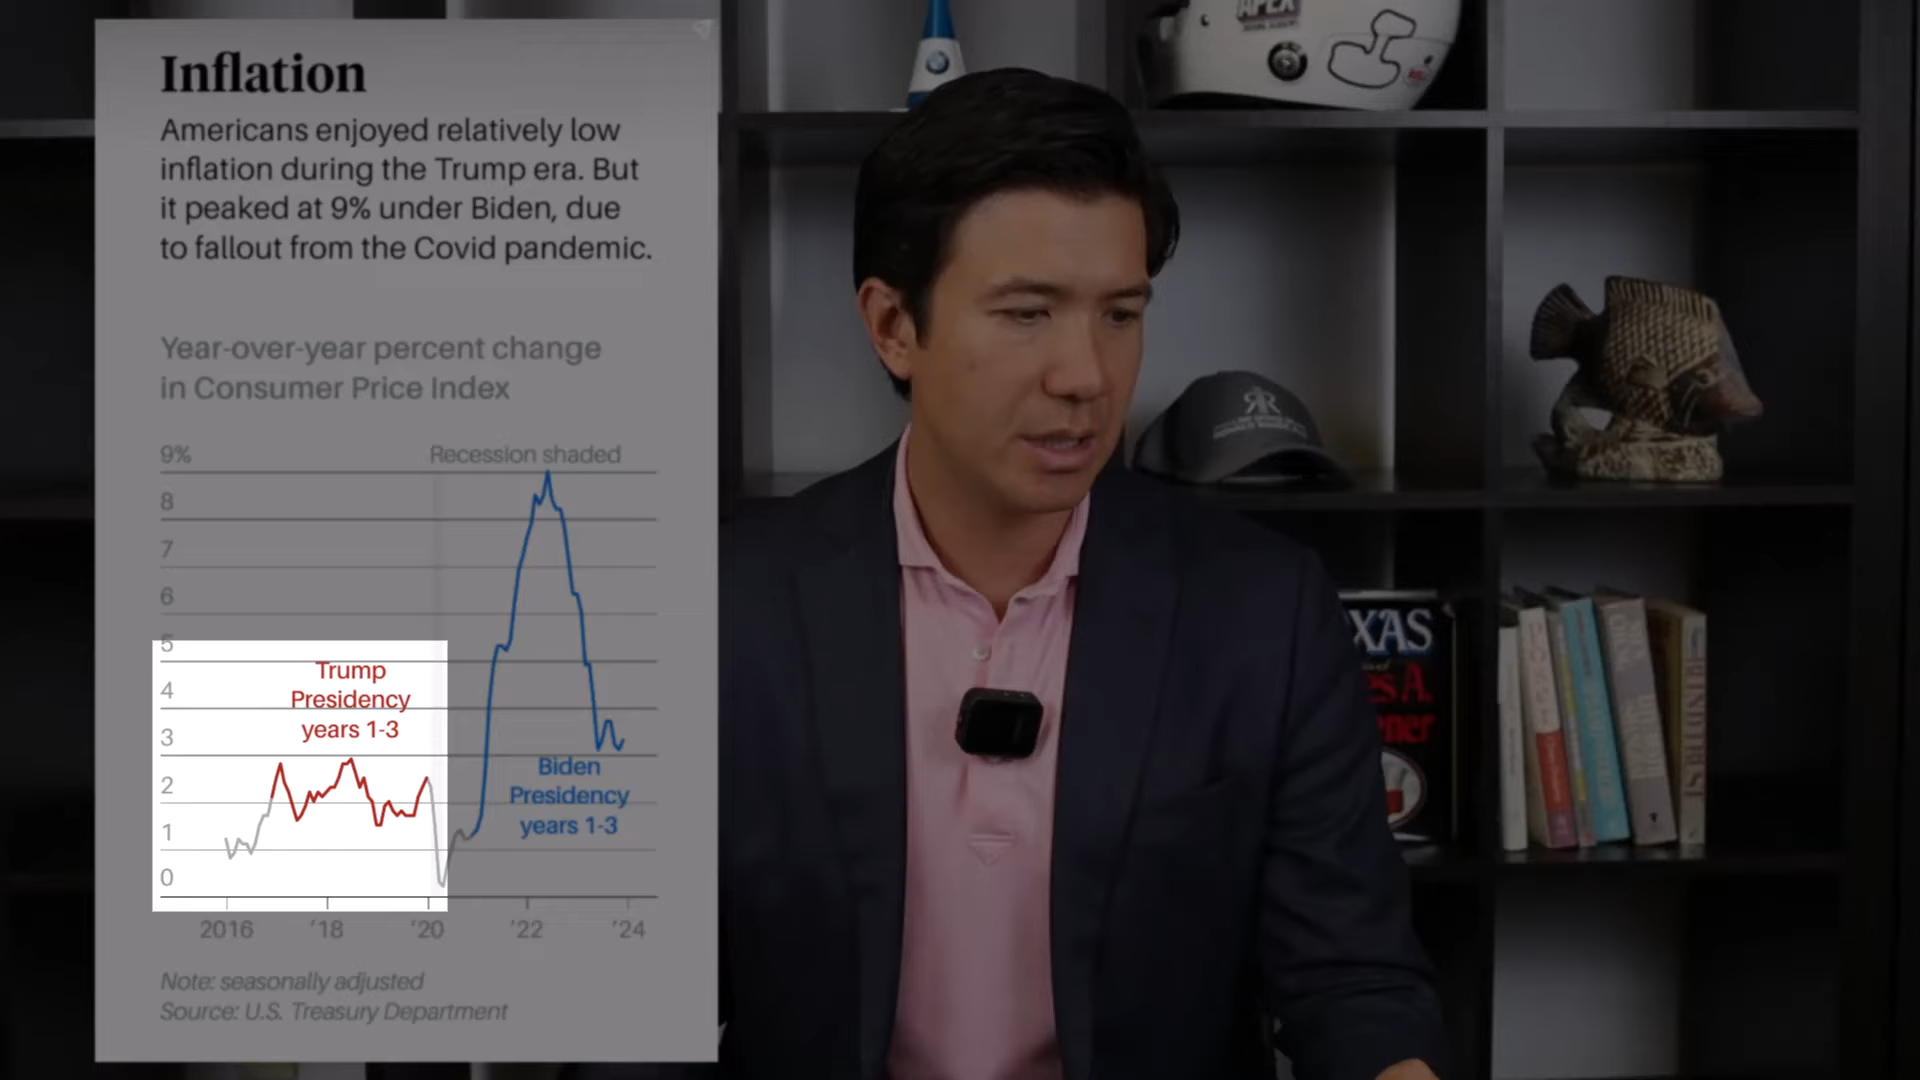 Inflation
Americans enjoyed relatively low
inflation during the Trump era. But
it peaked at 9% under Biden, due
to fallout from the Covid pandemic.
Year-over-year percent change
in Consumer Price Index
9%
Recession shaded
8
7
6
5
4
3
2
1
0
Trump
Presidency
years 1-3
Biden
Presidency
years 1-3
2016
'18
'20
'22
'24
Note: seasonally adjusted
Source: U.S. Treasury Department
APEX
XAS
es A.
ener